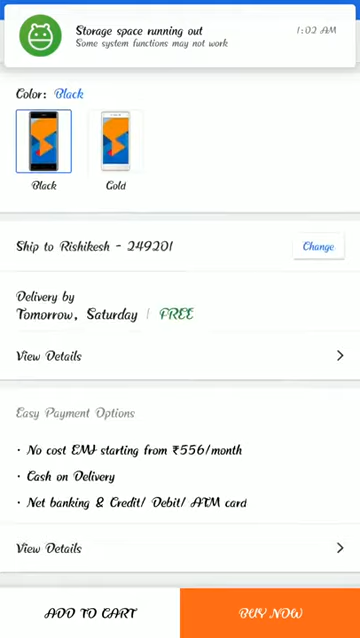 Storage space running out
1:02 AM
Some system functions may not work
Color: Black
Black
Gold
Ship to Rishikesh - 249201
Change
Delivery by
Tomorrow, Saturday | FREE
View Details
Easy Payment Options
· No cost EMI starting from ₹556/month
· Cash on Delivery
· Net banking & Credit/ Debit/ ATM card
View Details
ADD TO CART
BUY NOW